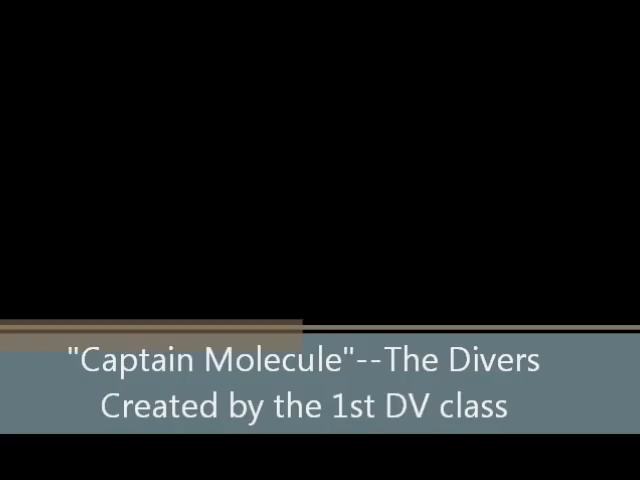 "Captain Molecule"--The Divers
Created by the 1st DV class